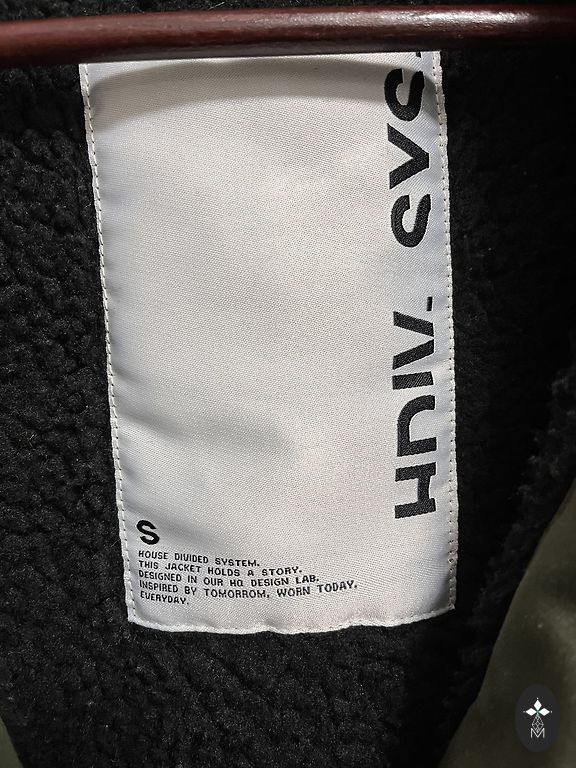 HDIV. SYS
S
HOUSE DIVIDED SYSTEM.
THIS JACKET HOLDS A STORY.
DESIGNED IN OUR HQ DESIGN LAB.
INSPIRED BY TOMORROM, WORN TODAY.
EVERYDAY.
M